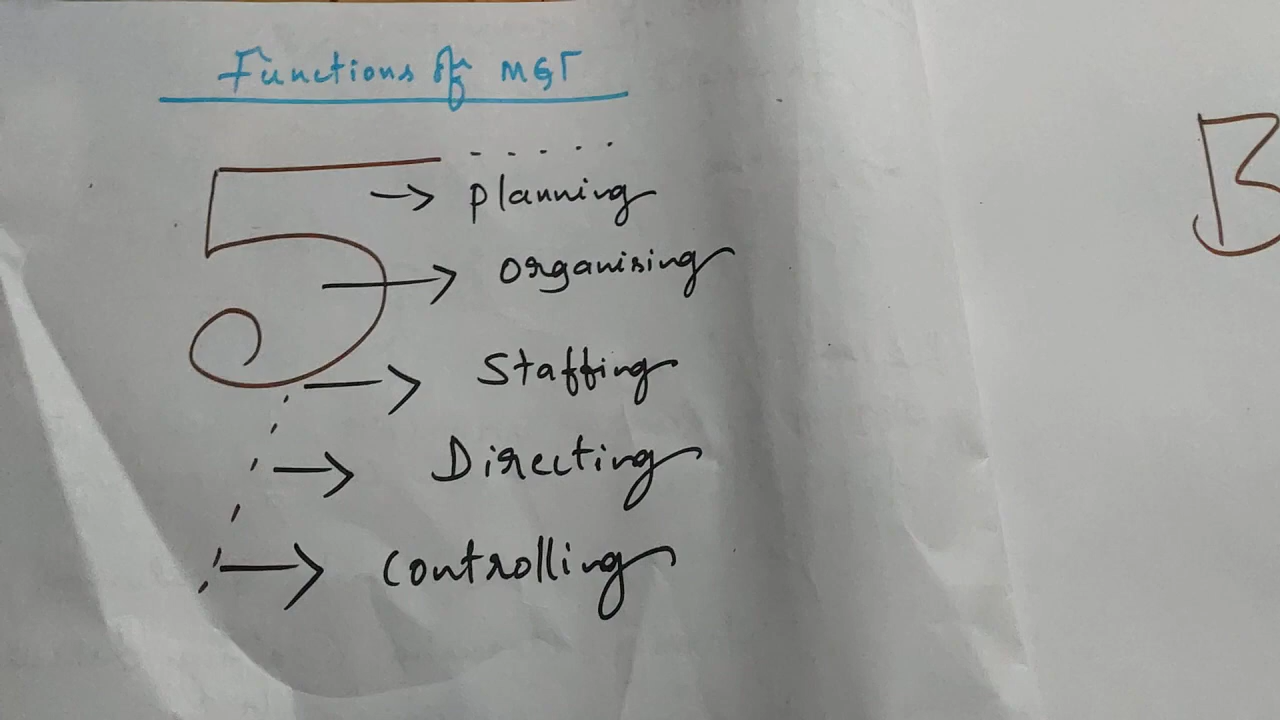 Functions of MGT
5
. . . . .
→ planning
→ organising
→ Staffing
→ Directing
→ controlling
B